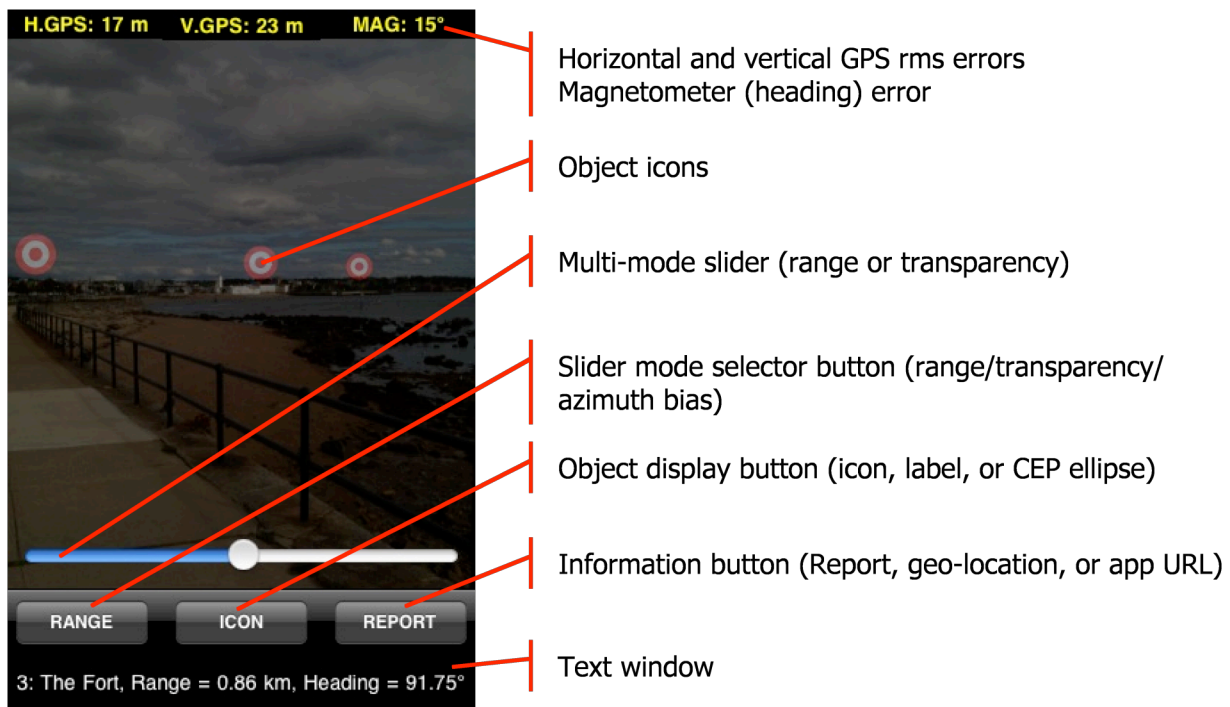 H.GPS: 17 m V.GPS: 23 m MAG: 15°
Horizontal and vertical GPS rms errors
Magnetometer (heading) error
Object icons
Multi-mode slider (range or transparency)
Slider mode selector button (range/transparency/
azimuth bias)
Object display button (icon, label, or CEP ellipse)
Information button (Report, geo-location, or app URL)
RANGE ICON REPORT
Text window
3: The Fort, Range = 0.86 km, Heading = 91.75°